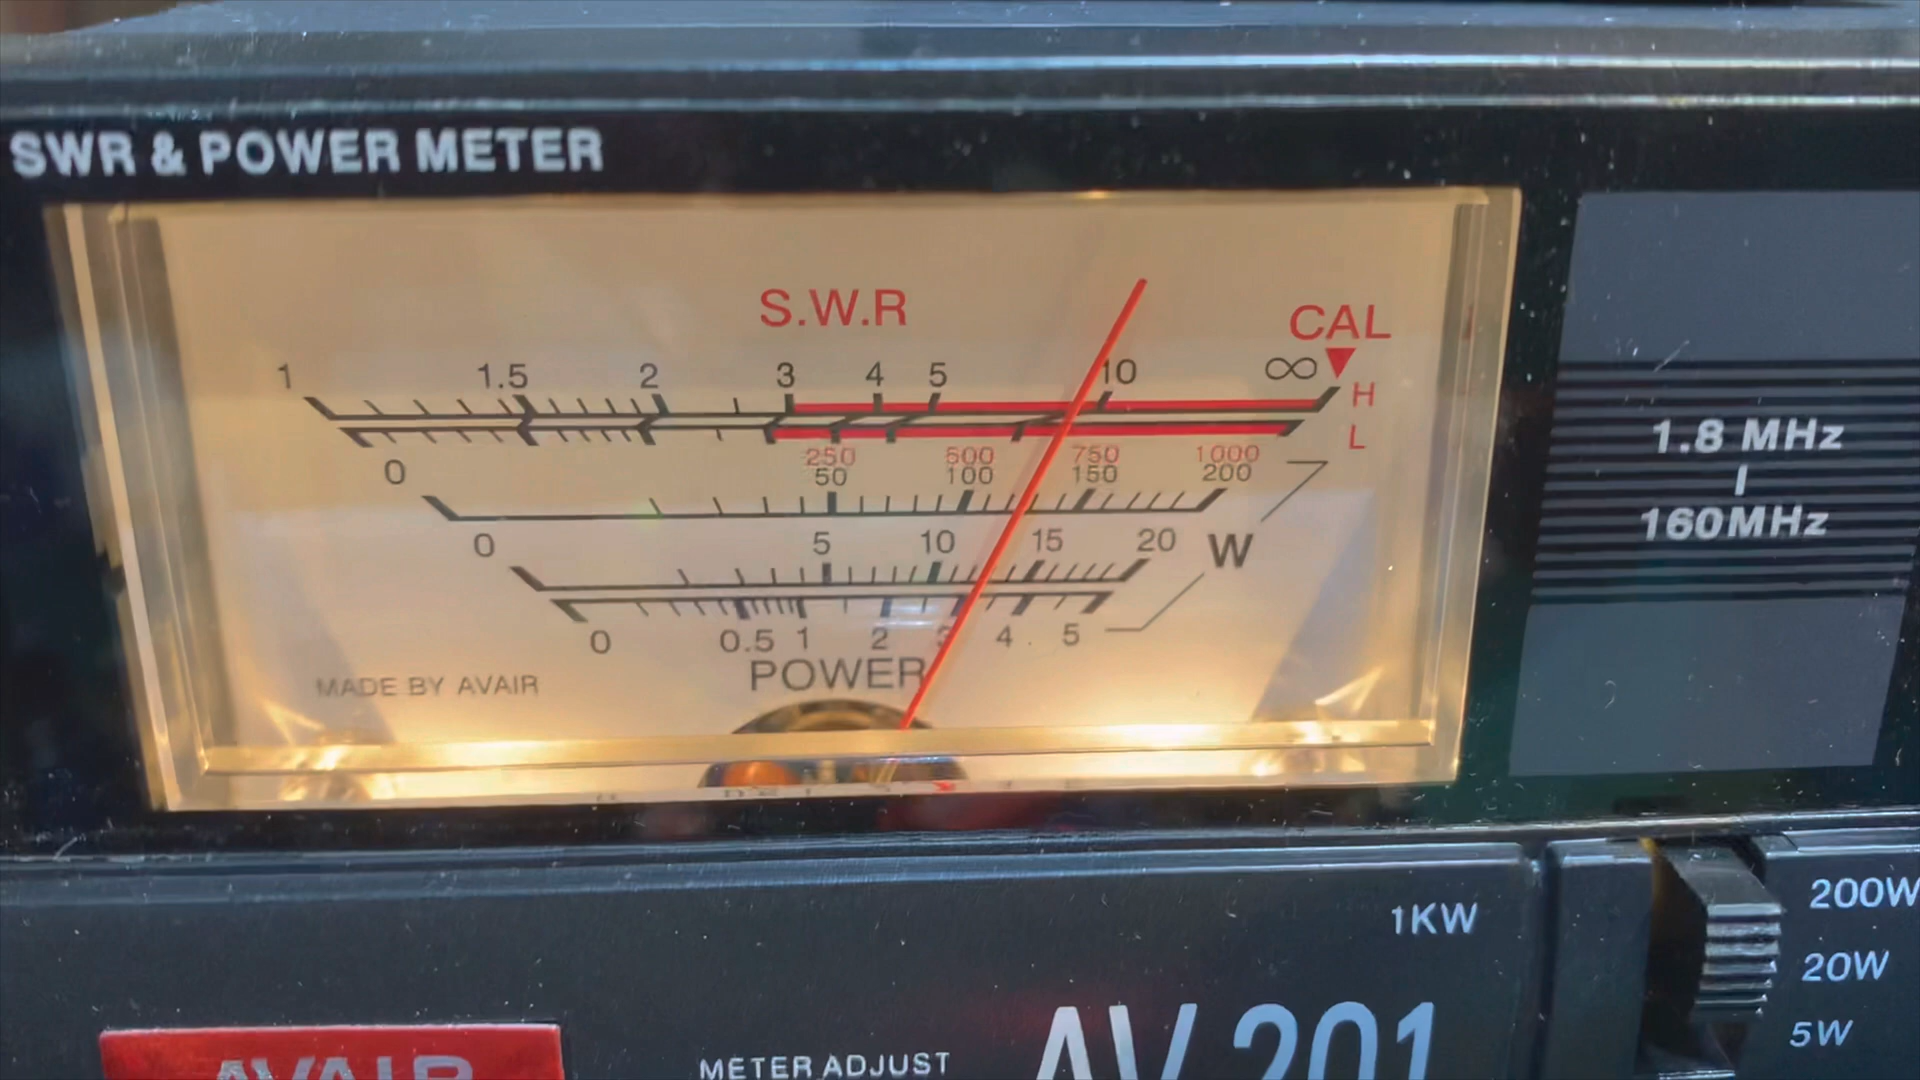 SWR & POWER METER
S.W.R
CAL
1 1.5 2 3 4 5 10 ∞
H
L
250 500 750 1000
0 50 100 150 200
0 5 10 15 20
W
0 0.5 1 2 3 4 5
POWER
MADE BY AVAIR
1.8 MHz
160MHz
1KW
200W
20W
5W
AV 201
AVAIR
METER ADJUST